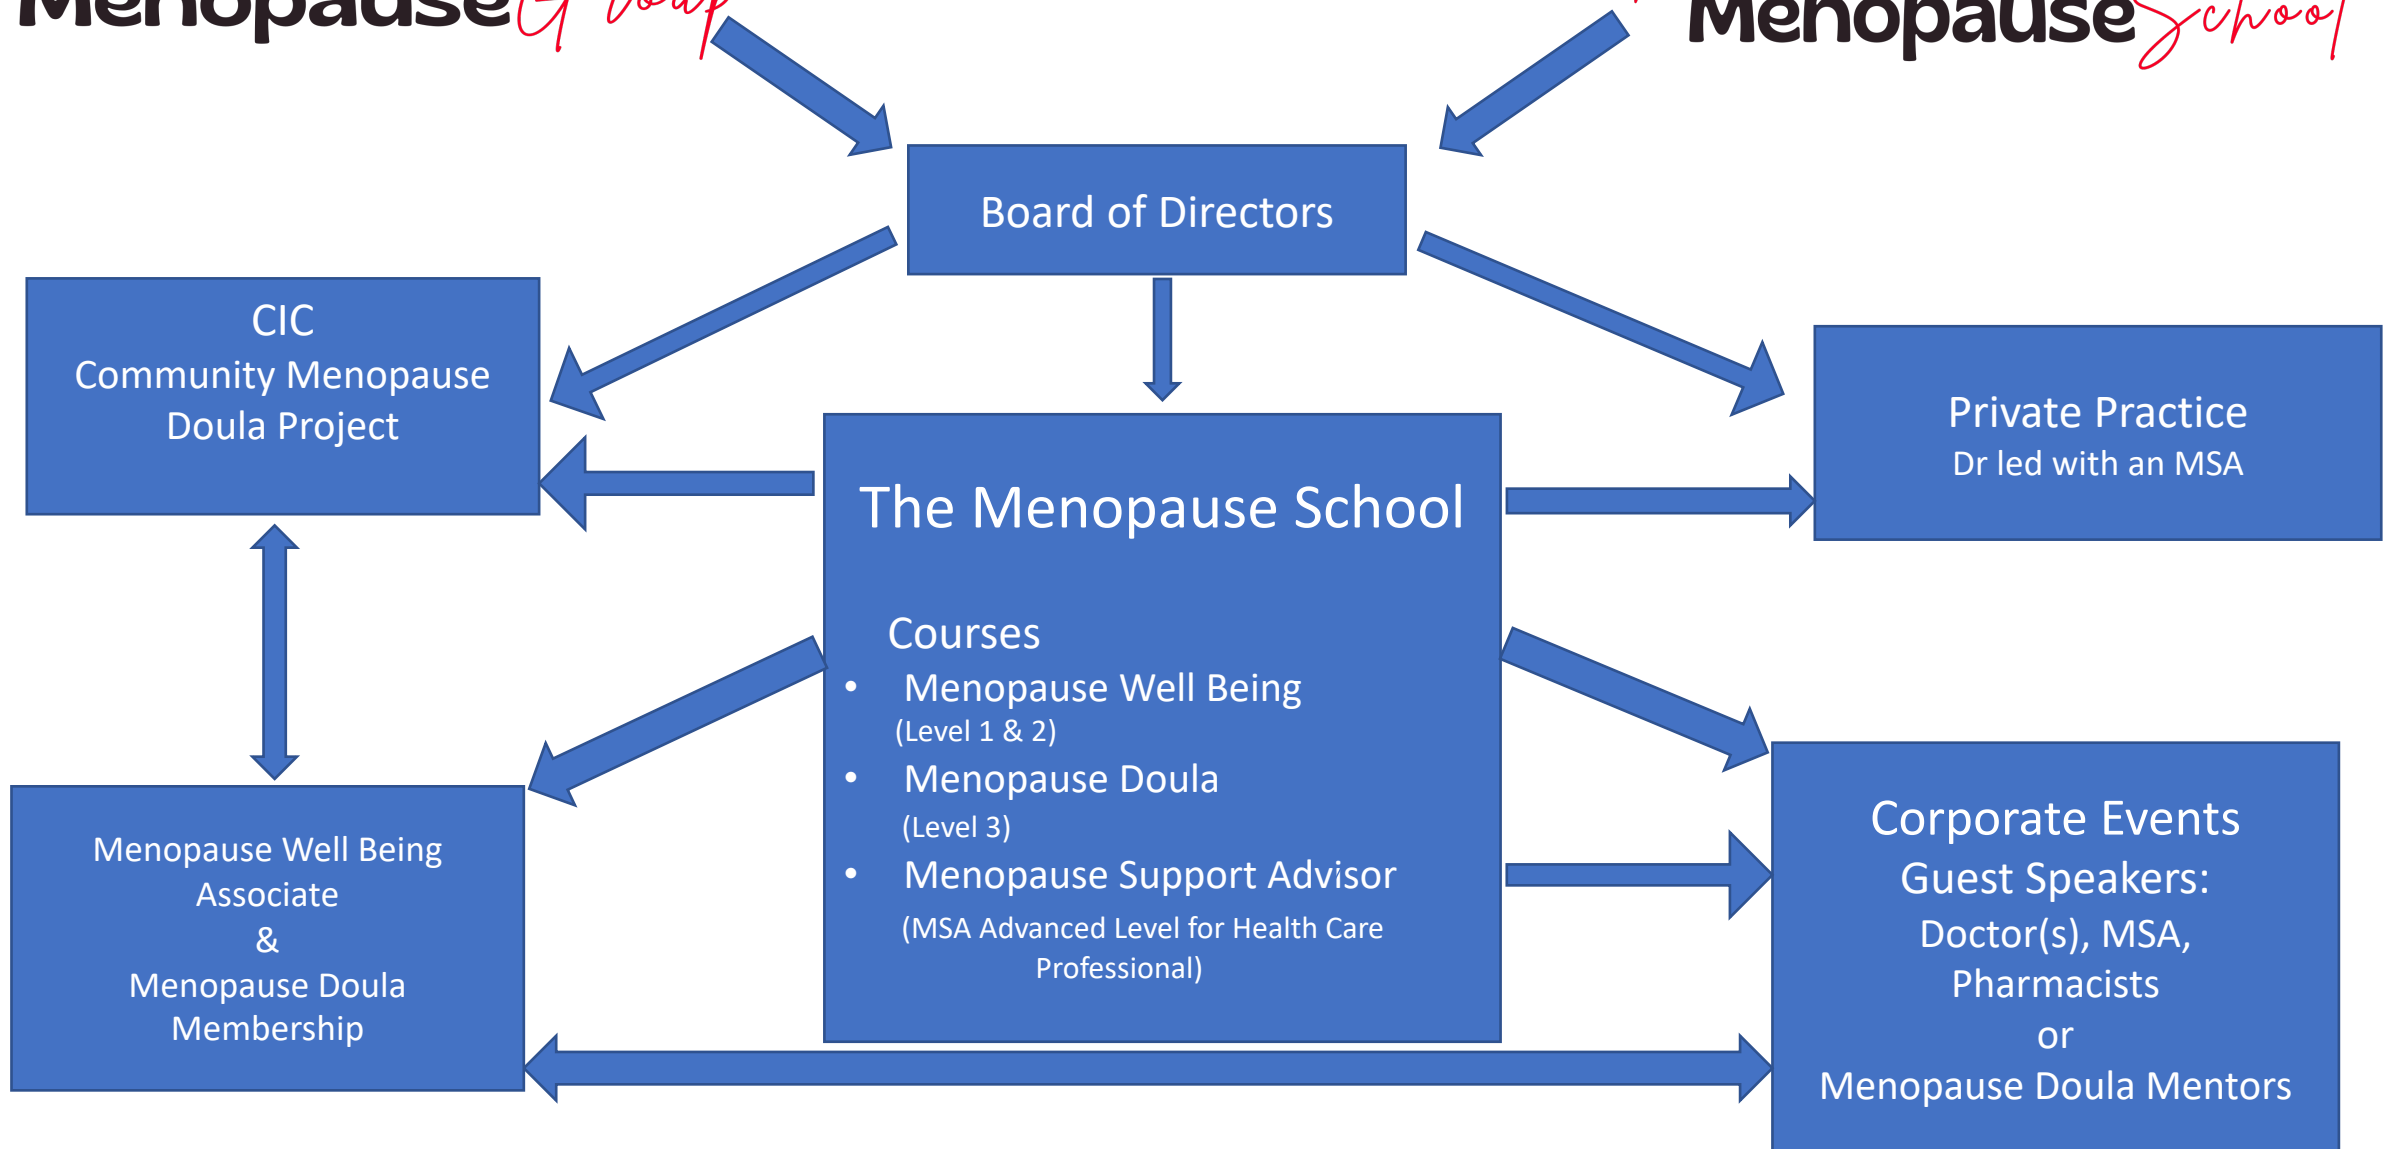 Menopause Group
Menopause School
Board of Directors
CIC
Community Menopause
Doula Project
Private Practice
Dr led with an MSA
The Menopause School
Courses
• Menopause Well Being
(Level 1 & 2)
• Menopause Doula
(Level 3)
• Menopause Support Advisor
(MSA Advanced Level for Health Care
Professional)
Menopause Well Being
Associate
&
Menopause Doula
Membership
Corporate Events
Guest Speakers:
Doctor(s), MSA,
Pharmacists
or
Menopause Doula Mentors